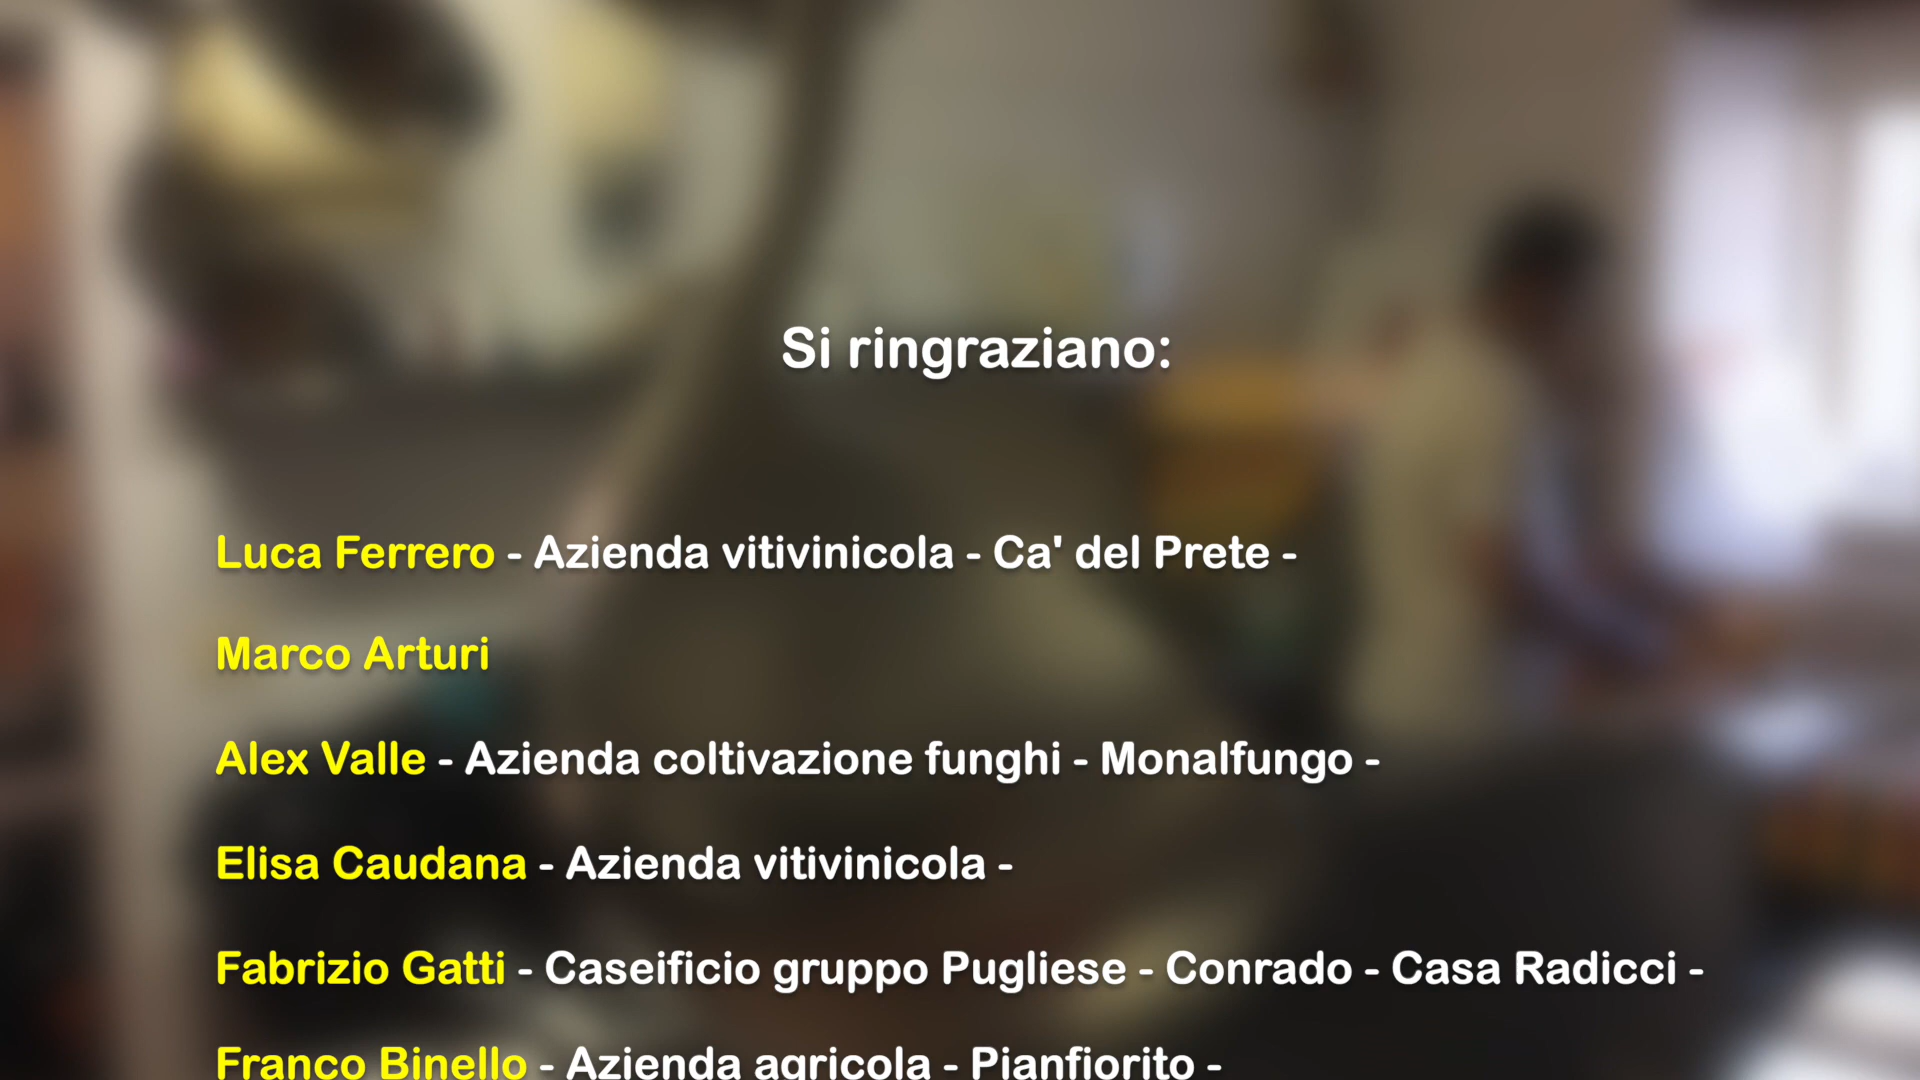 Si ringraziano:
Luca Ferrero - Azienda vitivinicola - Ca' del Prete -
Marco Arturi
Alex Valle - Azienda coltivazione funghi - Monalfungo -
Elisa Caudana - Azienda vitivinicola -
Fabrizio Gatti - Caseificio gruppo Pugliese - Conrado - Casa Radicci -
Franco Binello - Azienda agricola - Pianfiorito -